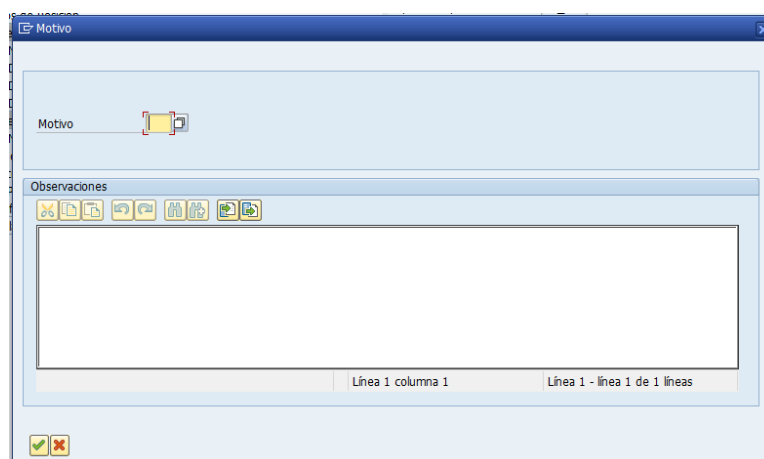 Motivo
Motivo
Observaciones
Línea 1 columna 1
Línea 1 - línea 1 de 1 líneas